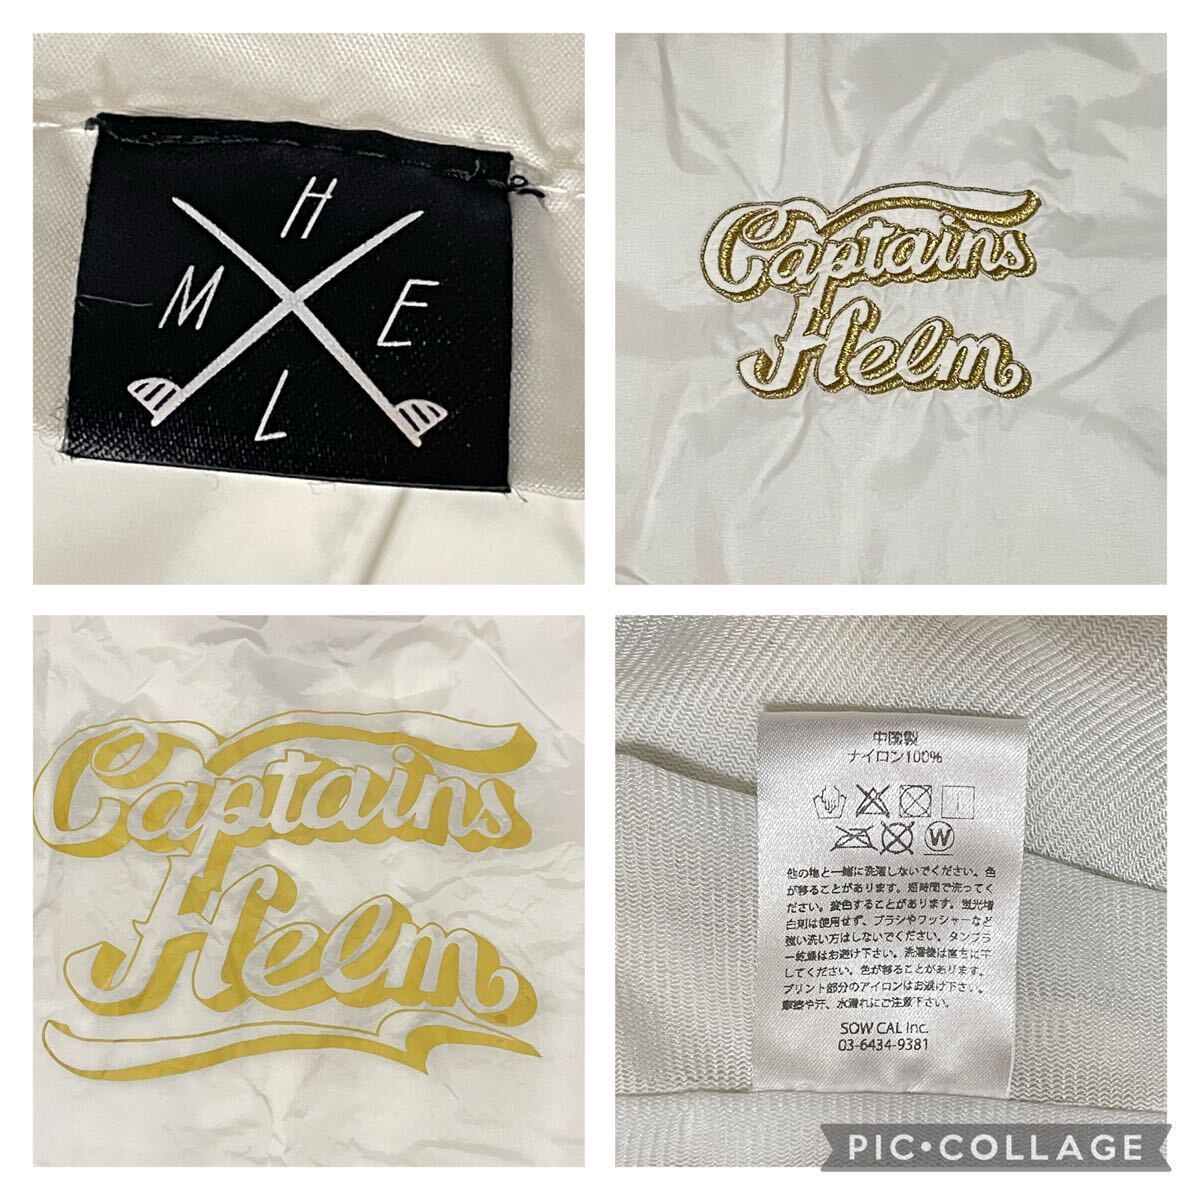 H
M E
L
Captains
Helm
Captains
Helm
中国製
ナイロン100%
W
他の物と一緒に洗濯しないでください。色
が移ることがあります。短時間で洗ってく
ださい。変色することがあります。蛍光増
白剤は使用せず、ブラシやワッシャーなど
強い洗い方はしないでください。タンブラ
ー乾燥はお避け下さい。洗濯後は直ちに干
してください。色が移ることがあります。
プリント部分のアイロンはお避け下さい。
摩擦や汗、水濡れにご注意下さい。
SOW CAL Inc.
03-6434-9381
PIC•COLLAGE